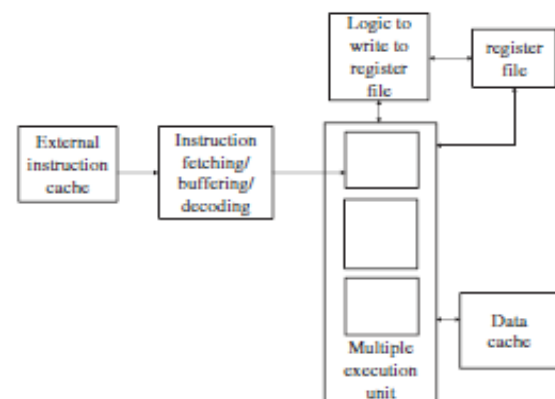 Logic to
write to
register
file
register
file
External
instruction
cache
Instruction
fetching/
buffering/
decoding
Multiple
execution
unit
Data
cache